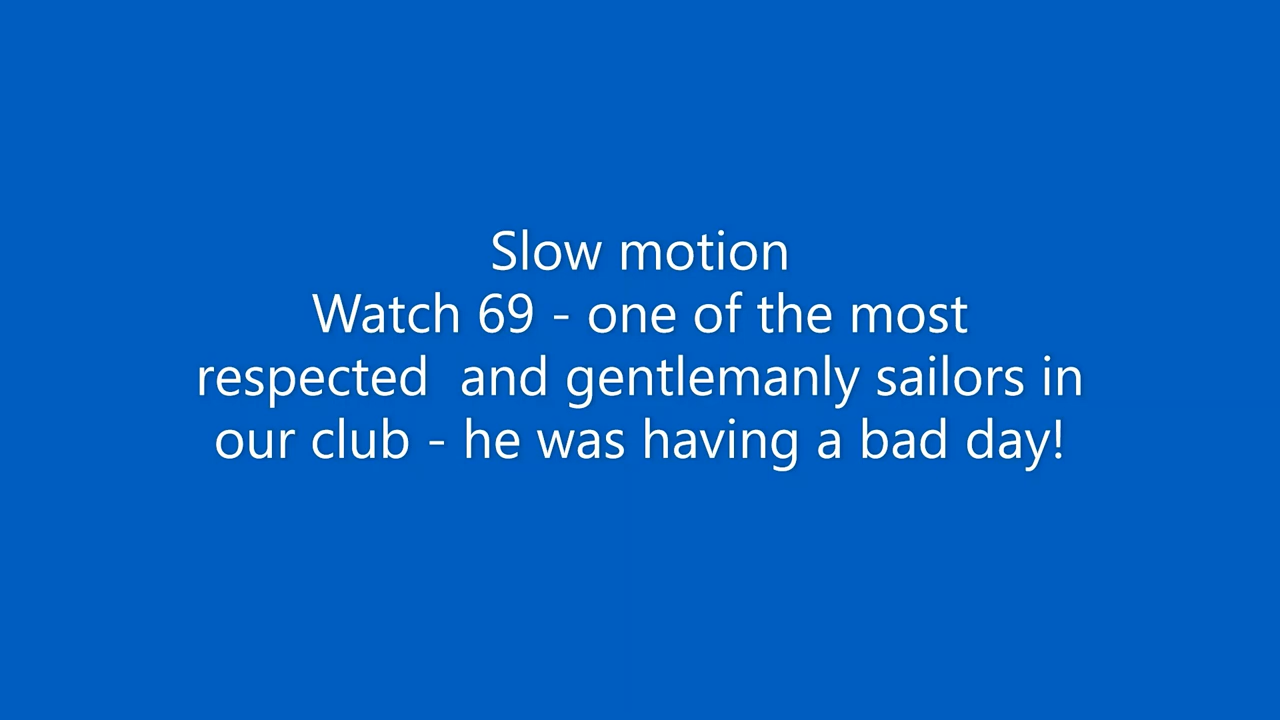 Slow motion
Watch 69 - one of the most
respected  and gentlemanly sailors in
our club - he was having a bad day!